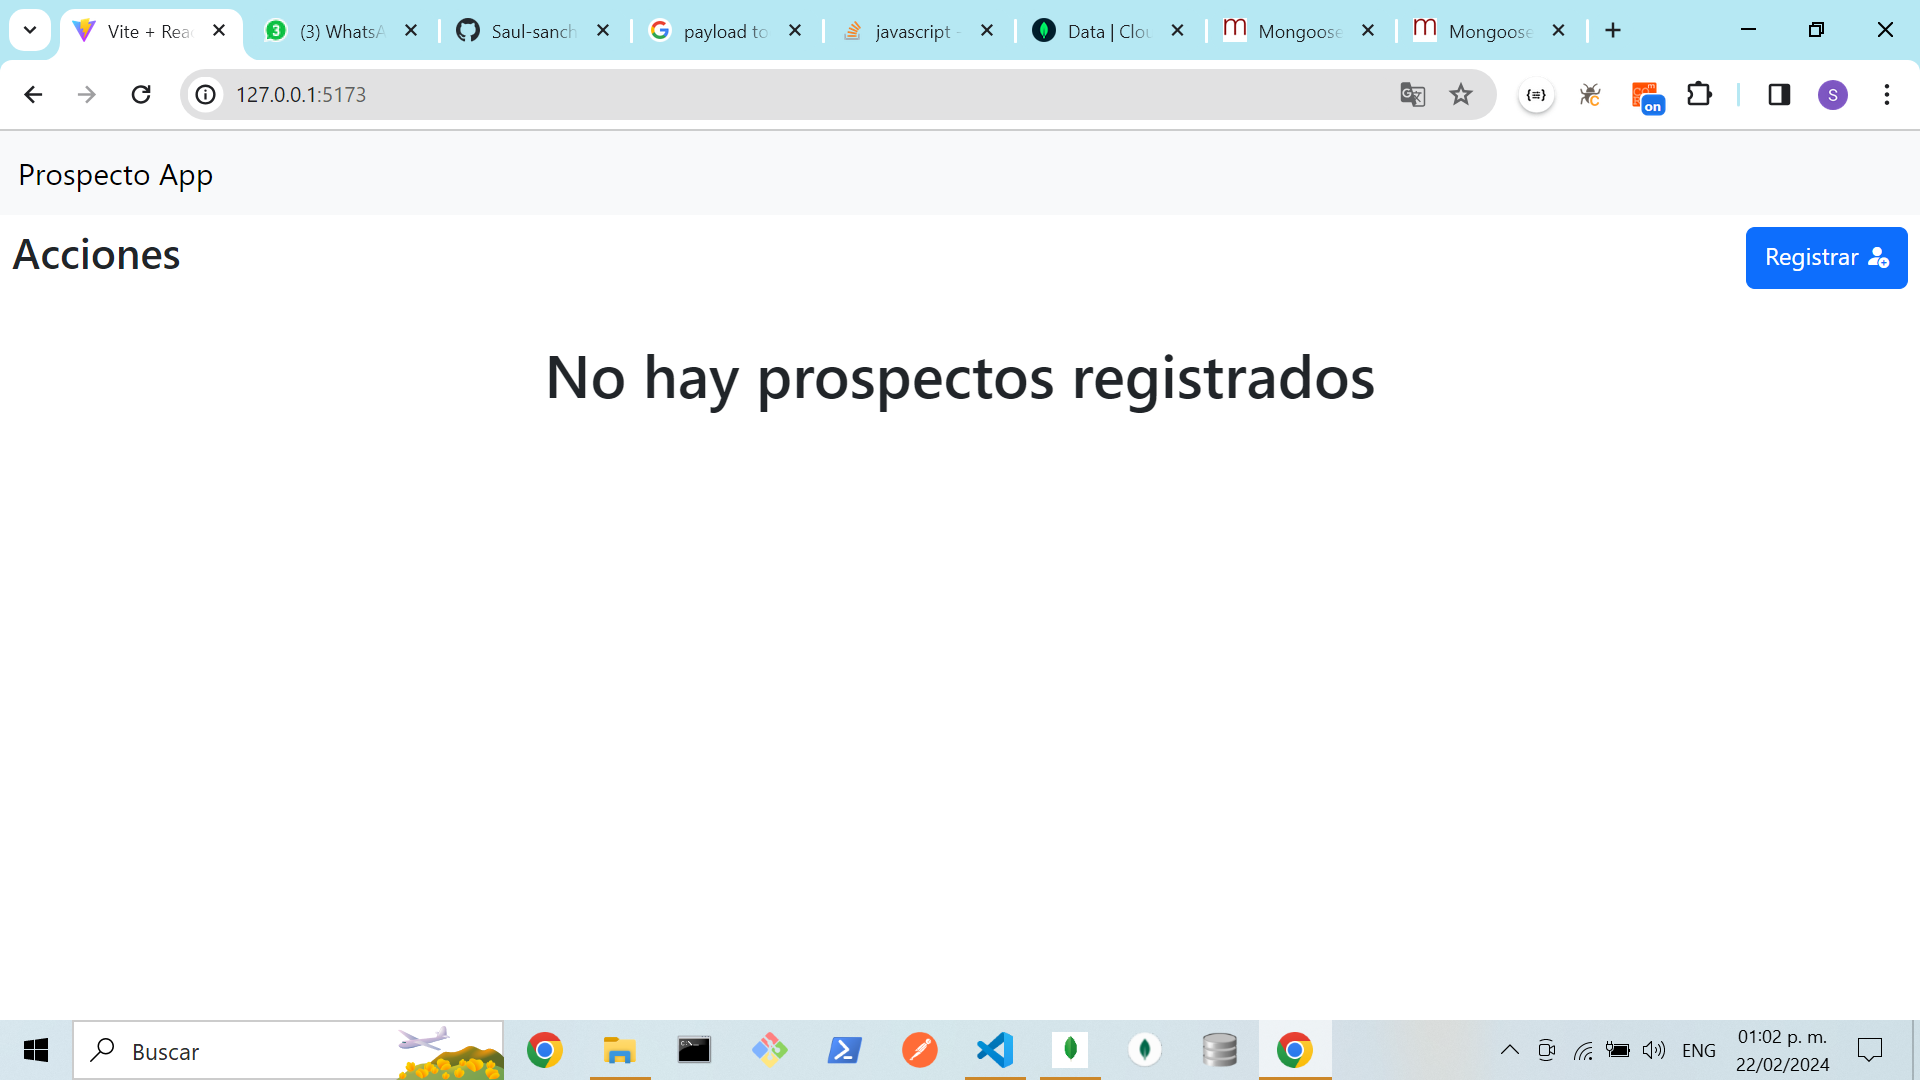 Vite + Rea
(3) WhatsA
Saul-sanch
payload to
javascript -
Data | Clou
Mongoose
Mongoose
127.0.0.1:5173
on
S
Prospecto App
Acciones
Registrar
No hay prospectos registrados
Buscar
ENG
01:02 p. m.
22/02/2024